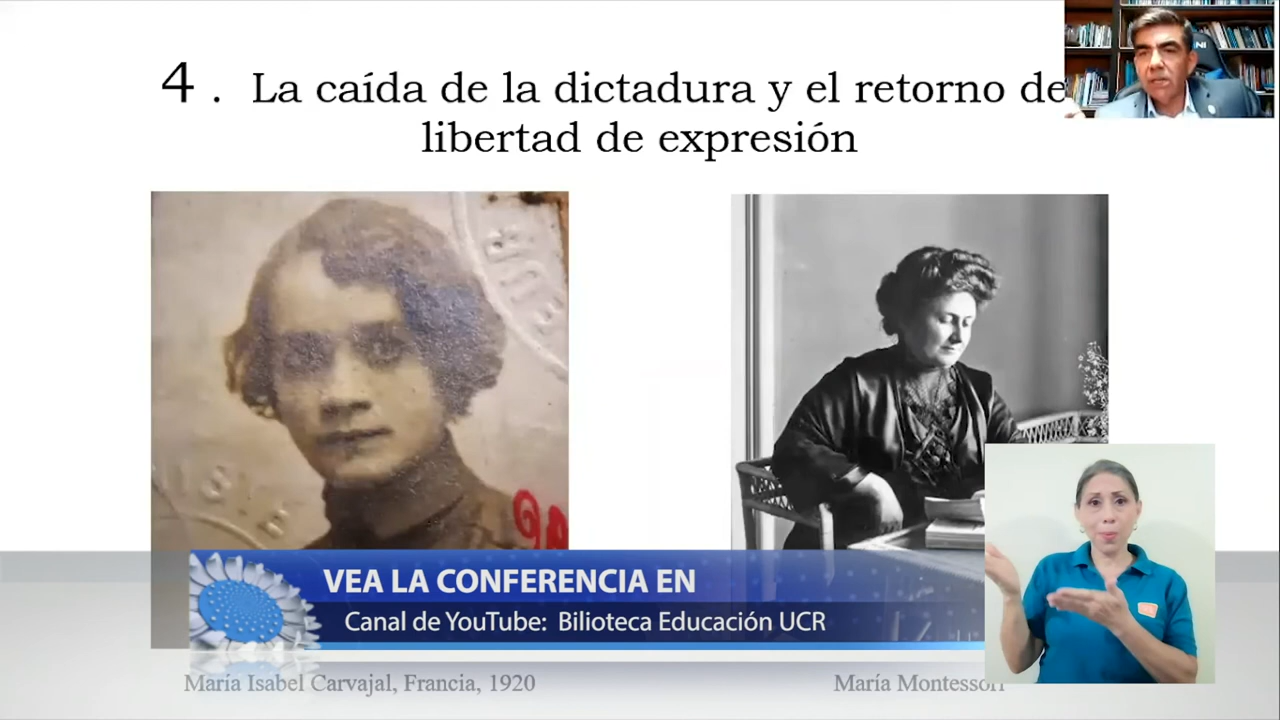 4 . La caída de la dictadura y el retorno de
libertad de expresión
VEA LA CONFERENCIA EN
Canal de YouTube: Bilioteca Educación UCR
María Isabel Carvajal, Francia, 1920
María Montessori